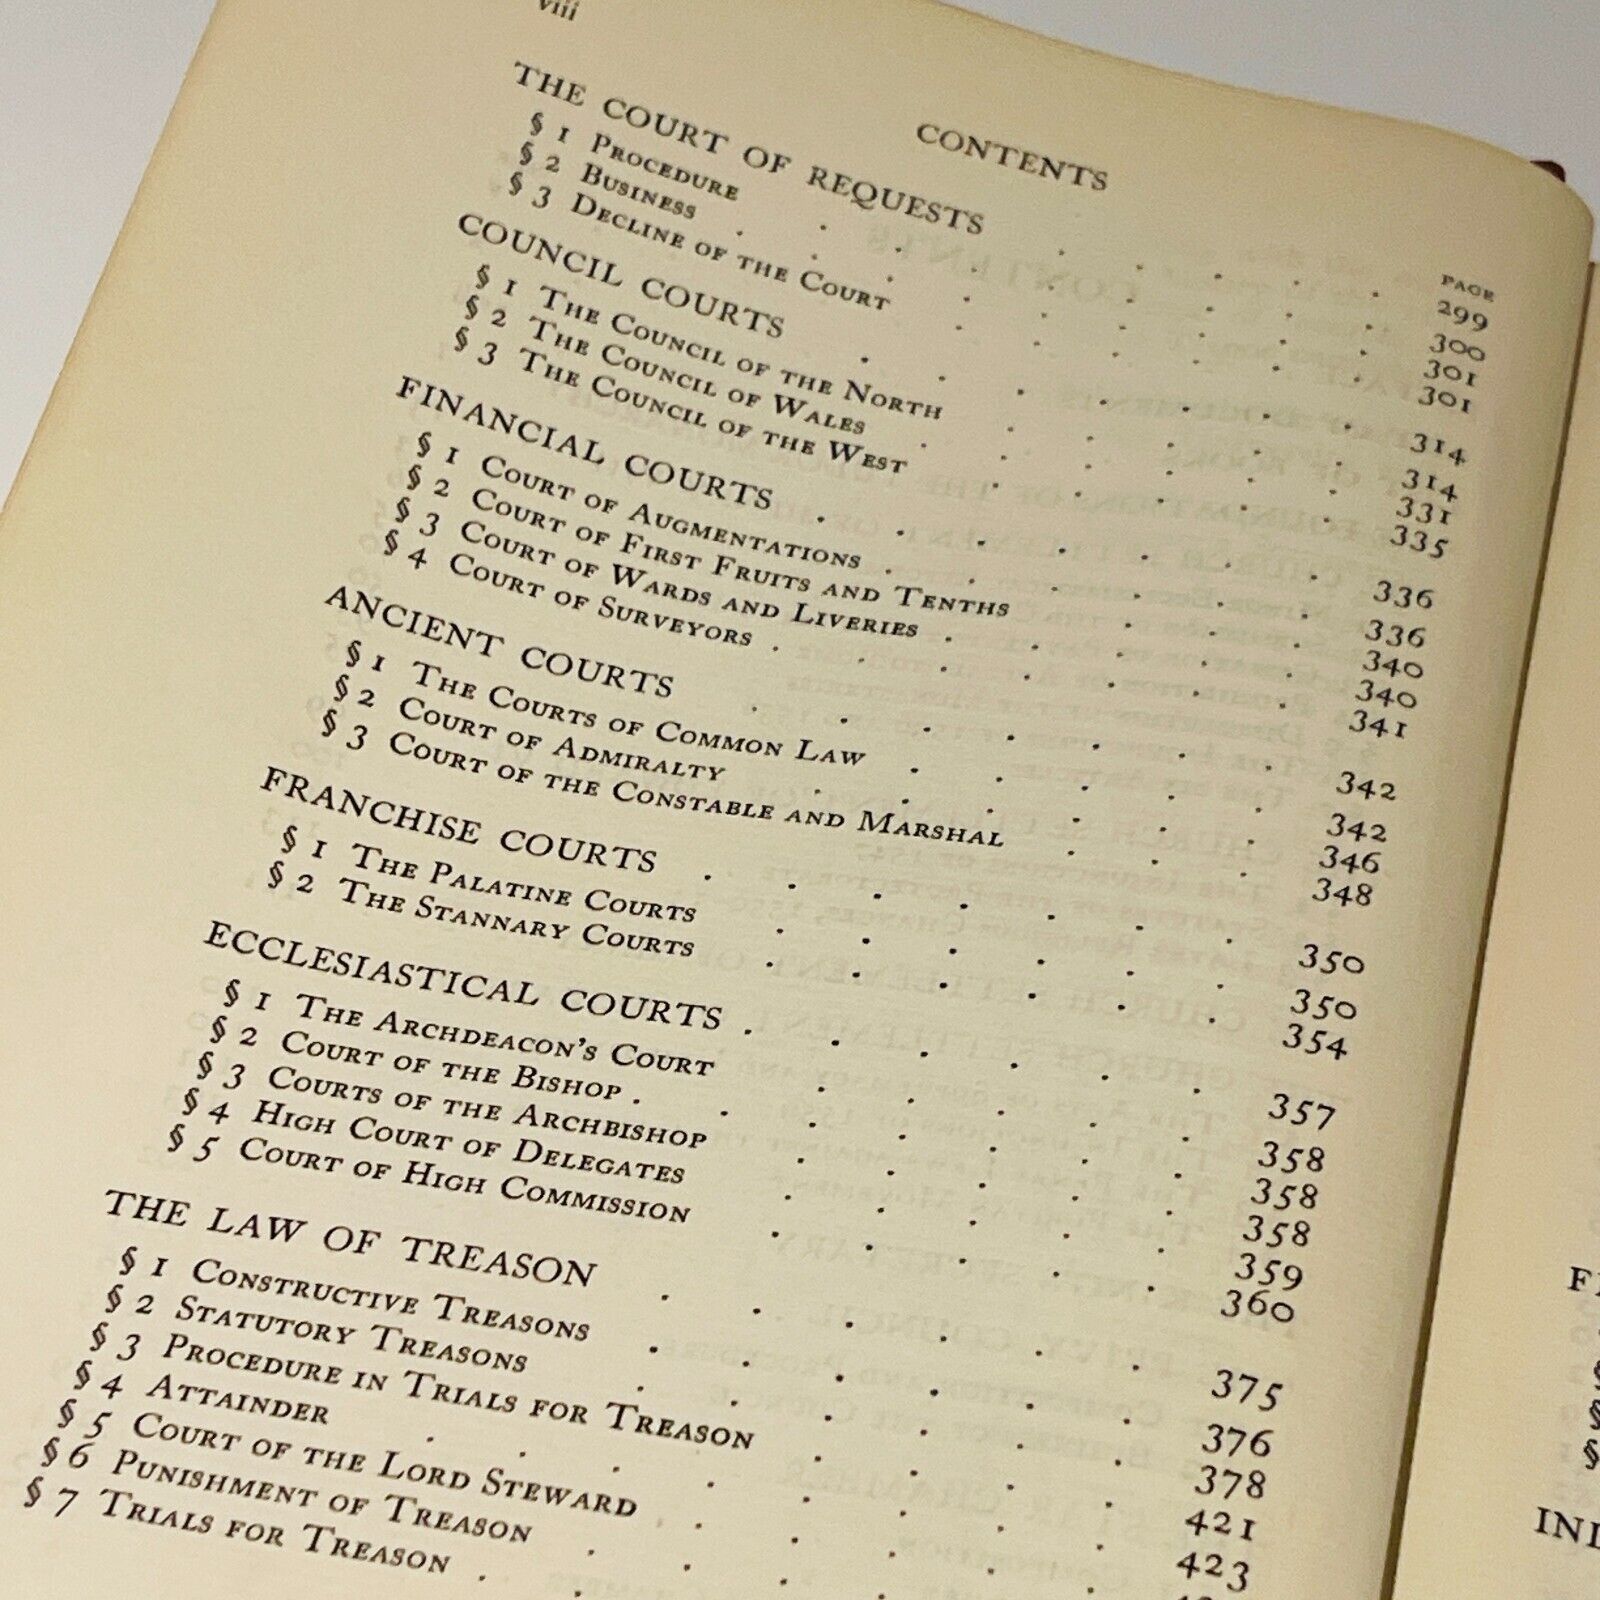 viii
CONTENTS
PAGE
THE COURT OF REQUESTS . . . . . 299
§ 1 PROCEDURE . . . . . . . . 300
§ 2 BUSINESS . . . . . . . . 301
§ 3 DECLINE OF THE COURT . . . . . . 301
COUNCIL COURTS . . . . . . . 314
§ 1 THE COUNCIL OF THE NORTH . . . . . 314
§ 2 THE COUNCIL OF WALES . . . . . . 331
§ 3 THE COUNCIL OF THE WEST . . . . . 335
FINANCIAL COURTS . . . . . . . 336
§ 1 COURT OF AUGMENTATIONS . . . . . . 336
§ 2 COURT OF FIRST FRUITS AND TENTHS . . . 340
§ 3 COURT OF WARDS AND LIVERIES . . . . . 340
§ 4 COURT OF SURVEYORS . . . . . . . 341
ANCIENT COURTS . . . . . . . 342
§ 1 THE COURTS OF COMMON LAW . . . . . 342
§ 2 COURT OF ADMIRALTY . . . . . . 346
§ 3 COURT OF THE CONSTABLE AND MARSHAL . . . 348
FRANCHISE COURTS . . . . . . . 350
§ 1 THE PALATINE COURTS . . . . . . 350
§ 2 THE STANNARY COURTS . . . . . . 354
ECCLESIASTICAL COURTS . . . . . . 357
§ 1 THE ARCHDEACON'S COURT . . . . . 358
§ 2 COURT OF THE BISHOP . . . . . . 358
§ 3 COURTS OF THE ARCHBISHOP . . . . . 358
§ 4 HIGH COURT OF DELEGATES . . . . . 359
§ 5 COURT OF HIGH COMMISSION . . . . . 360
THE LAW OF TREASON . . . . . . 375
§ 1 CONSTRUCTIVE TREASONS . . . . . . 376
§ 2 STATUTORY TREASONS . . . . . . 378
§ 3 PROCEDURE IN TRIALS FOR TREASON . . . . 421
§ 4 ATTAINDER . . . . . . . . 423
§ 5 COURT OF THE LORD STEWARD
§ 6 PUNISHMENT OF TREASON
§ 7 TRIALS FOR TREASON
§
§
§